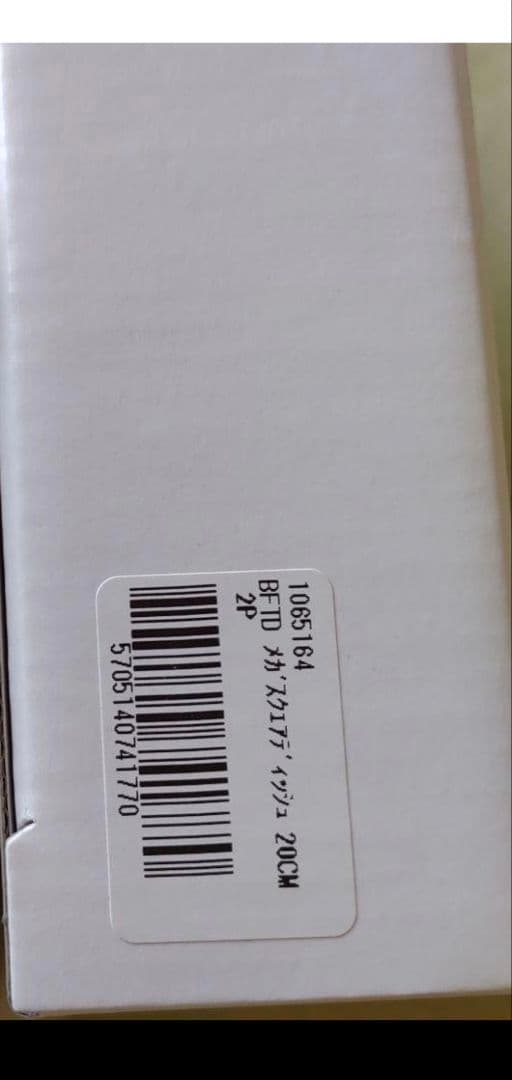 1065164
BFTD ﾒｶﾞｽｸｴｱﾃﾞｨｯｼｭ 20CM
2P
5705140741770